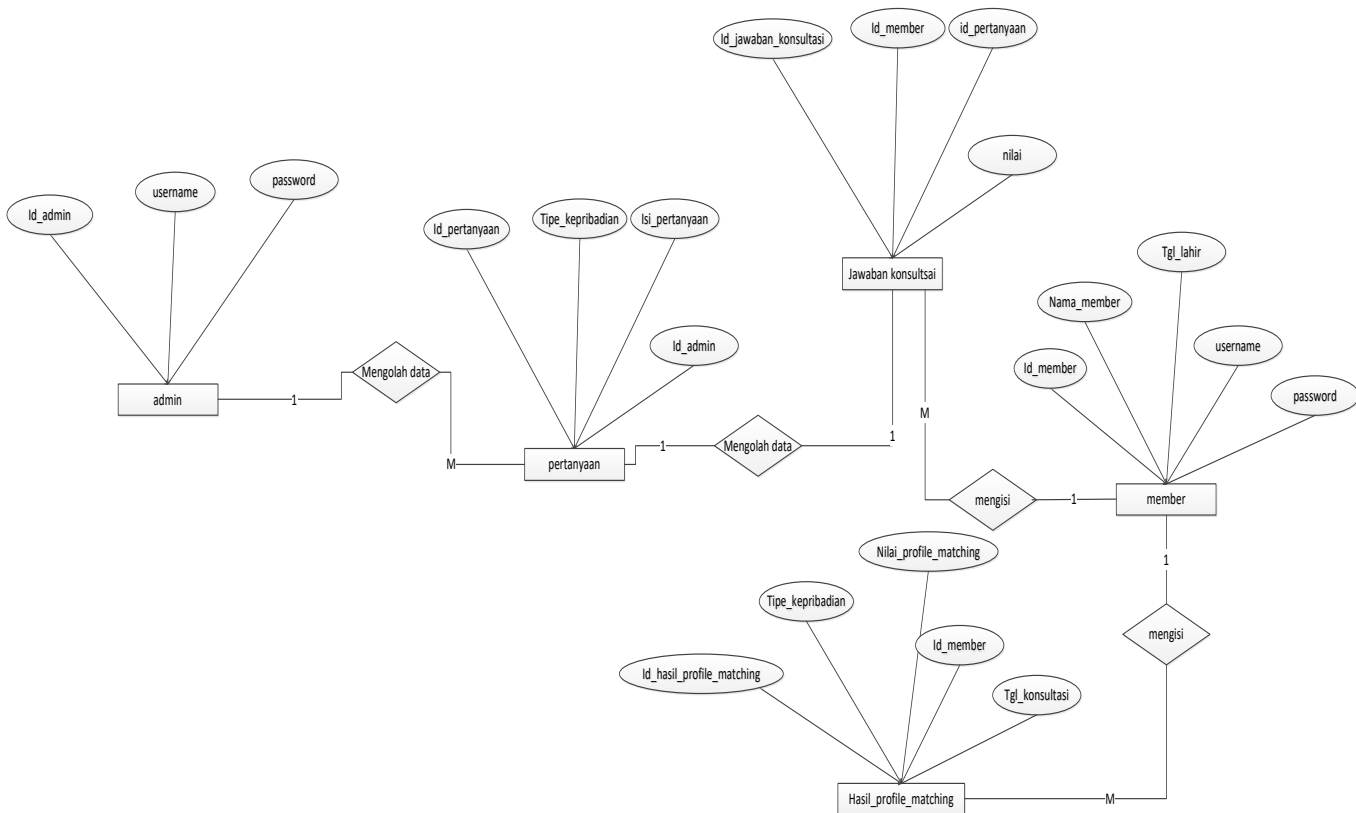 Id_jawaban_konsultasi
Id_member
id_pertanyaan
nilai
Jawaban konsultsai
Id_admin
username
password
admin
1
Mengolah data
M
Id_pertanyaan
Tipe_kepribadian
Isi_pertanyaan
Id_admin
pertanyaan
1
Mengolah data
1
M
mengisi
1
Id_member
Nama_member
Tgl_lahir
username
password
member
1
mengisi
M
Id_hasil_profile_matching
Tipe_kepribadian
Nilai_profile_matching
Id_member
Tgl_konsultasi
Hasil_profile_matching